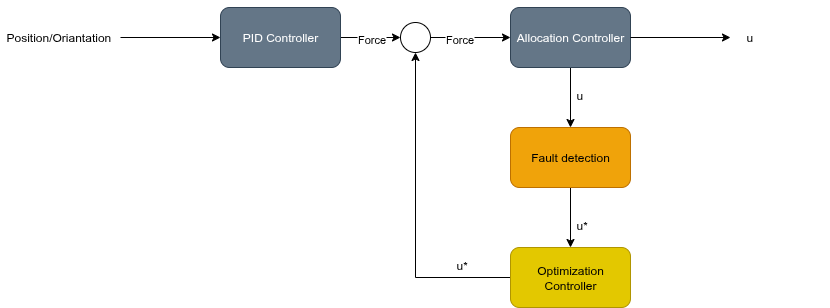 Position/Oriantation
PID Controller
Force
Force
Allocation Controller
u
u
Fault detection
u*
u*
Optimization
Controller